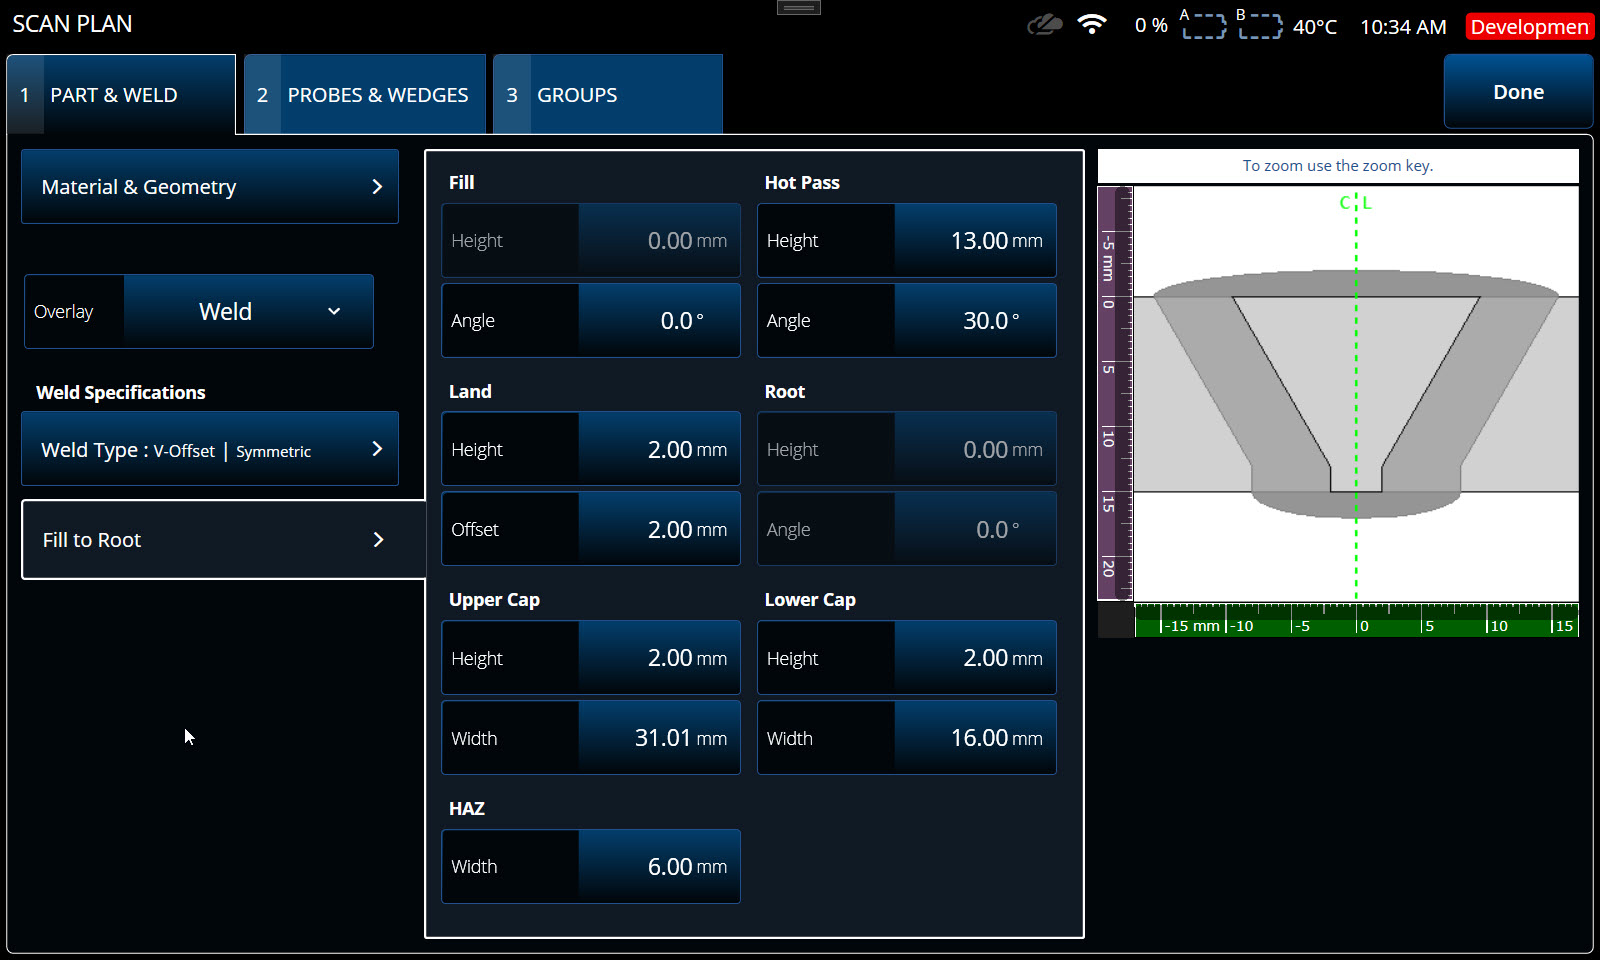 SCAN PLAN
0 %
A
B
40°C
10:34 AM
Developmen
1 PART & WELD
2 PROBES & WEDGES
3 GROUPS
Done
Material & Geometry
Overlay Weld
Weld Specifications
Weld Type : V-Offset | Symmetric
Fill to Root
Fill
Height 0.00 mm
Angle 0.0 °
Hot Pass
Height 13.00 mm
Angle 30.0 °
Land
Height 2.00 mm
Offset 2.00 mm
Root
Height 0.00 mm
Angle 0.0 °
Upper Cap
Height 2.00 mm
Width 31.01 mm
Lower Cap
Height 2.00 mm
Width 16.00 mm
HAZ
Width 6.00 mm
To zoom use the zoom key.
C L
-5 mm
0
5
10
15
20
-15 mm -10 -5 0 5 10 15